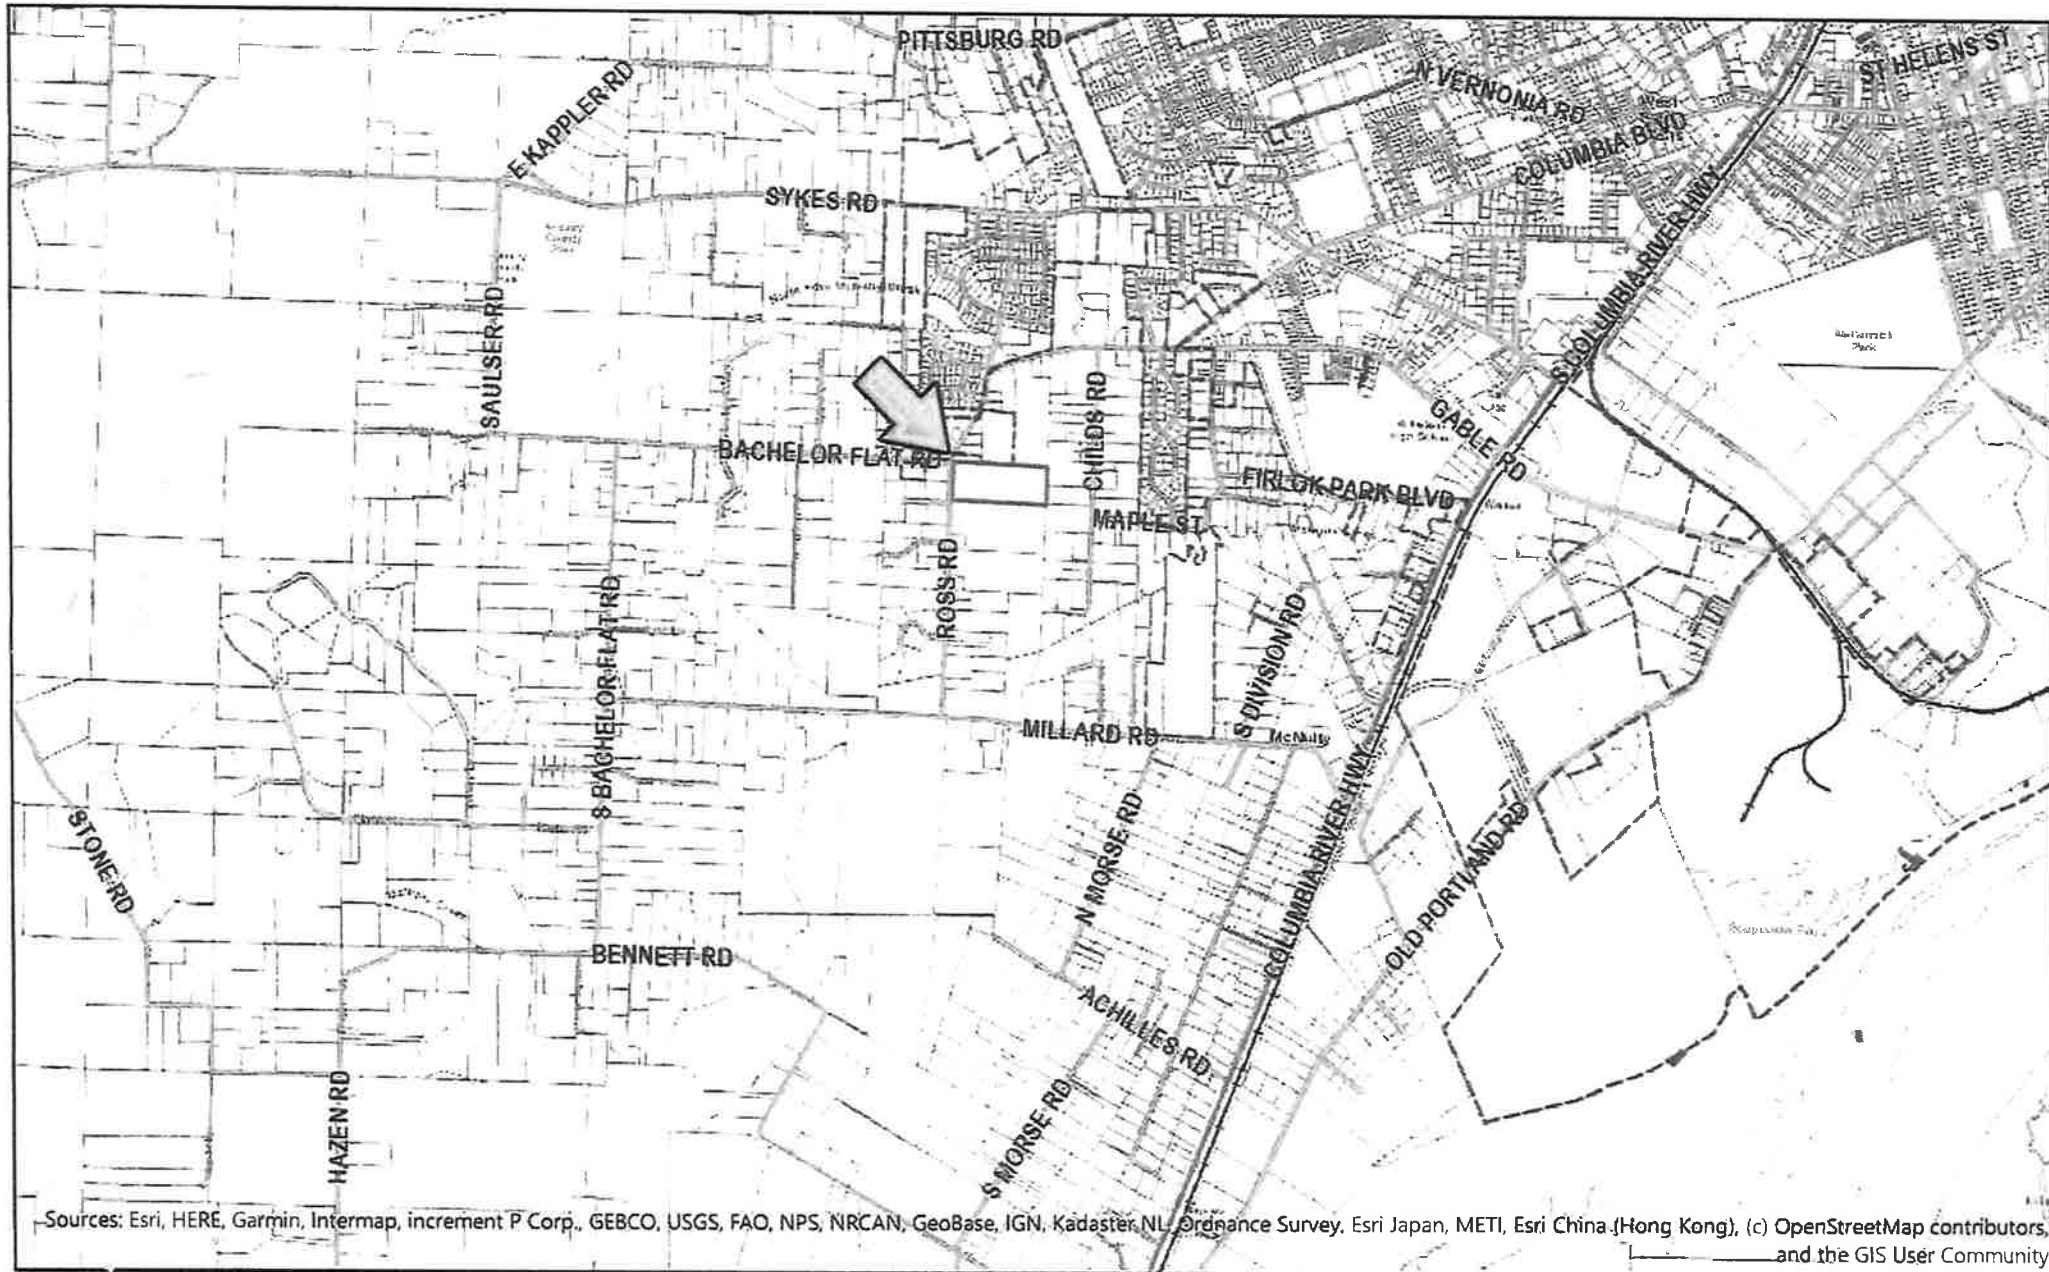 PITTSBURG RD
ST HELENS ST
N VERNONIA RD
E KAPPLER RD
COLUMBIA BLVD
SYKES RD
S COLUMBIA RIVER HWY
SAULSER RD
CHILDS RD
GABLE RD
BACHELOR FLAT RD
FIRLOK PARK BLVD
MAPLE ST
ROSS RD
S BACHELOR FLAT RD
S DIVISION RD
MILLARD RD
McNulty
STONE RD
N MORSE RD
COLUMBIA RIVER HWY
OLD PORTLAND RD
BENNETT RD
ACHILLES RD
HAZEN RD
S MORSE RD
Sources: Esri, HERE, Garmin, Intermap, increment P Corp., GEBCO, USGS, FAO, NPS, NRCAN, GeoBase, IGN, Kadaster NL, Ordnance Survey, Esri Japan, METI, Esri China (Hong Kong), (c) OpenStreetMap contributors,
and the GIS User Community